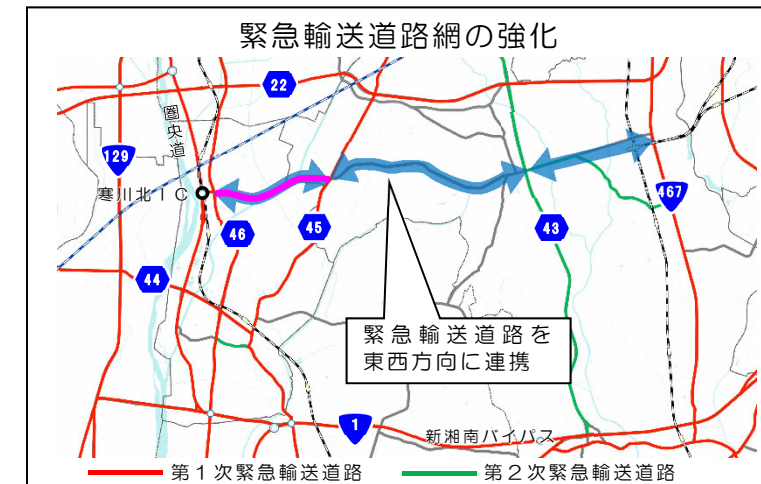 緊急輸送道路網の強化
22
圏央道
129
寒川北IC
467
46
45
43
44
緊急輸送道路を
東西方向に連携
1
新湘南バイパス
第1次緊急輸送道路
第2次緊急輸送道路